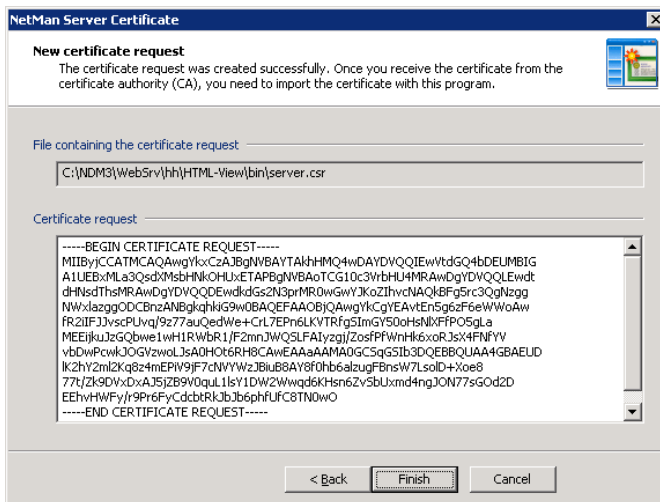 NetMan Server Certificate
New certificate request
The certificate request was created successfully. Once you receive the certificate from the
certificate authority (CA), you need to import the certificate with this program.
File containing the certificate request
C:\NDM3\WebSrv\hh\HTML-View\bin\server.csr
Certificate request
-----BEGIN CERTIFICATE REQUEST-----
MIIByjCCATMCAQAwgYkxCzAJBgNVBAYTAkhHMQ4wDAYDVQQIEwVtdGQ4bDEUMBIG
A1UEBxMLa3QsdXMsbHNkOHUxETAPBgNVBAoTCG10c3VrbHU4MRAwDgYDVQQLEwdt
dHNsdThsMRAwDgYDVQQDEwdkdGs2N3prMR0wGwYJKoZIhvcNAQkBFg5rc3QgNzgg
NWxlazggODCBnzANBgkqhkiG9w0BAQEFAAOBjQAwgYkCgYEAvtEn5g6zF6eWWoAw
fR2iIFJJvscPUvq/9z77auQedWe+CrL7EPn6LKVTRfgSImGY50oHsNlXFfPO5gLa
MEEijkuJzGQbwe1wH1RWbR1/F2mnJWQSLFAIyzgj/ZosfPfWnHk6xoRJsX4FNfYV
vbDwPcwkJOGVzwoLJsA0HOt6RH8CAwEAAaAAMA0GCSqGSIb3DQEBBQUAA4GBAEUD
lK2hY2ml2Kq8z4mEPiV9jF7cNVYWzJBiuB8AY8f0hb6alzugFBnsW7LsolD+Xoe8
77t/Zk9DVxDxAJ5jZB9V0quL1lsY1DW2Wwqd6KHsn6ZvSbUxmd4ngJON77sGOd2D
EEhvHWFy/r9Pr6FyCdcbtRkJbJb6phfUfC8TN0wO
-----END CERTIFICATE REQUEST-----
< Back
Finish
Cancel